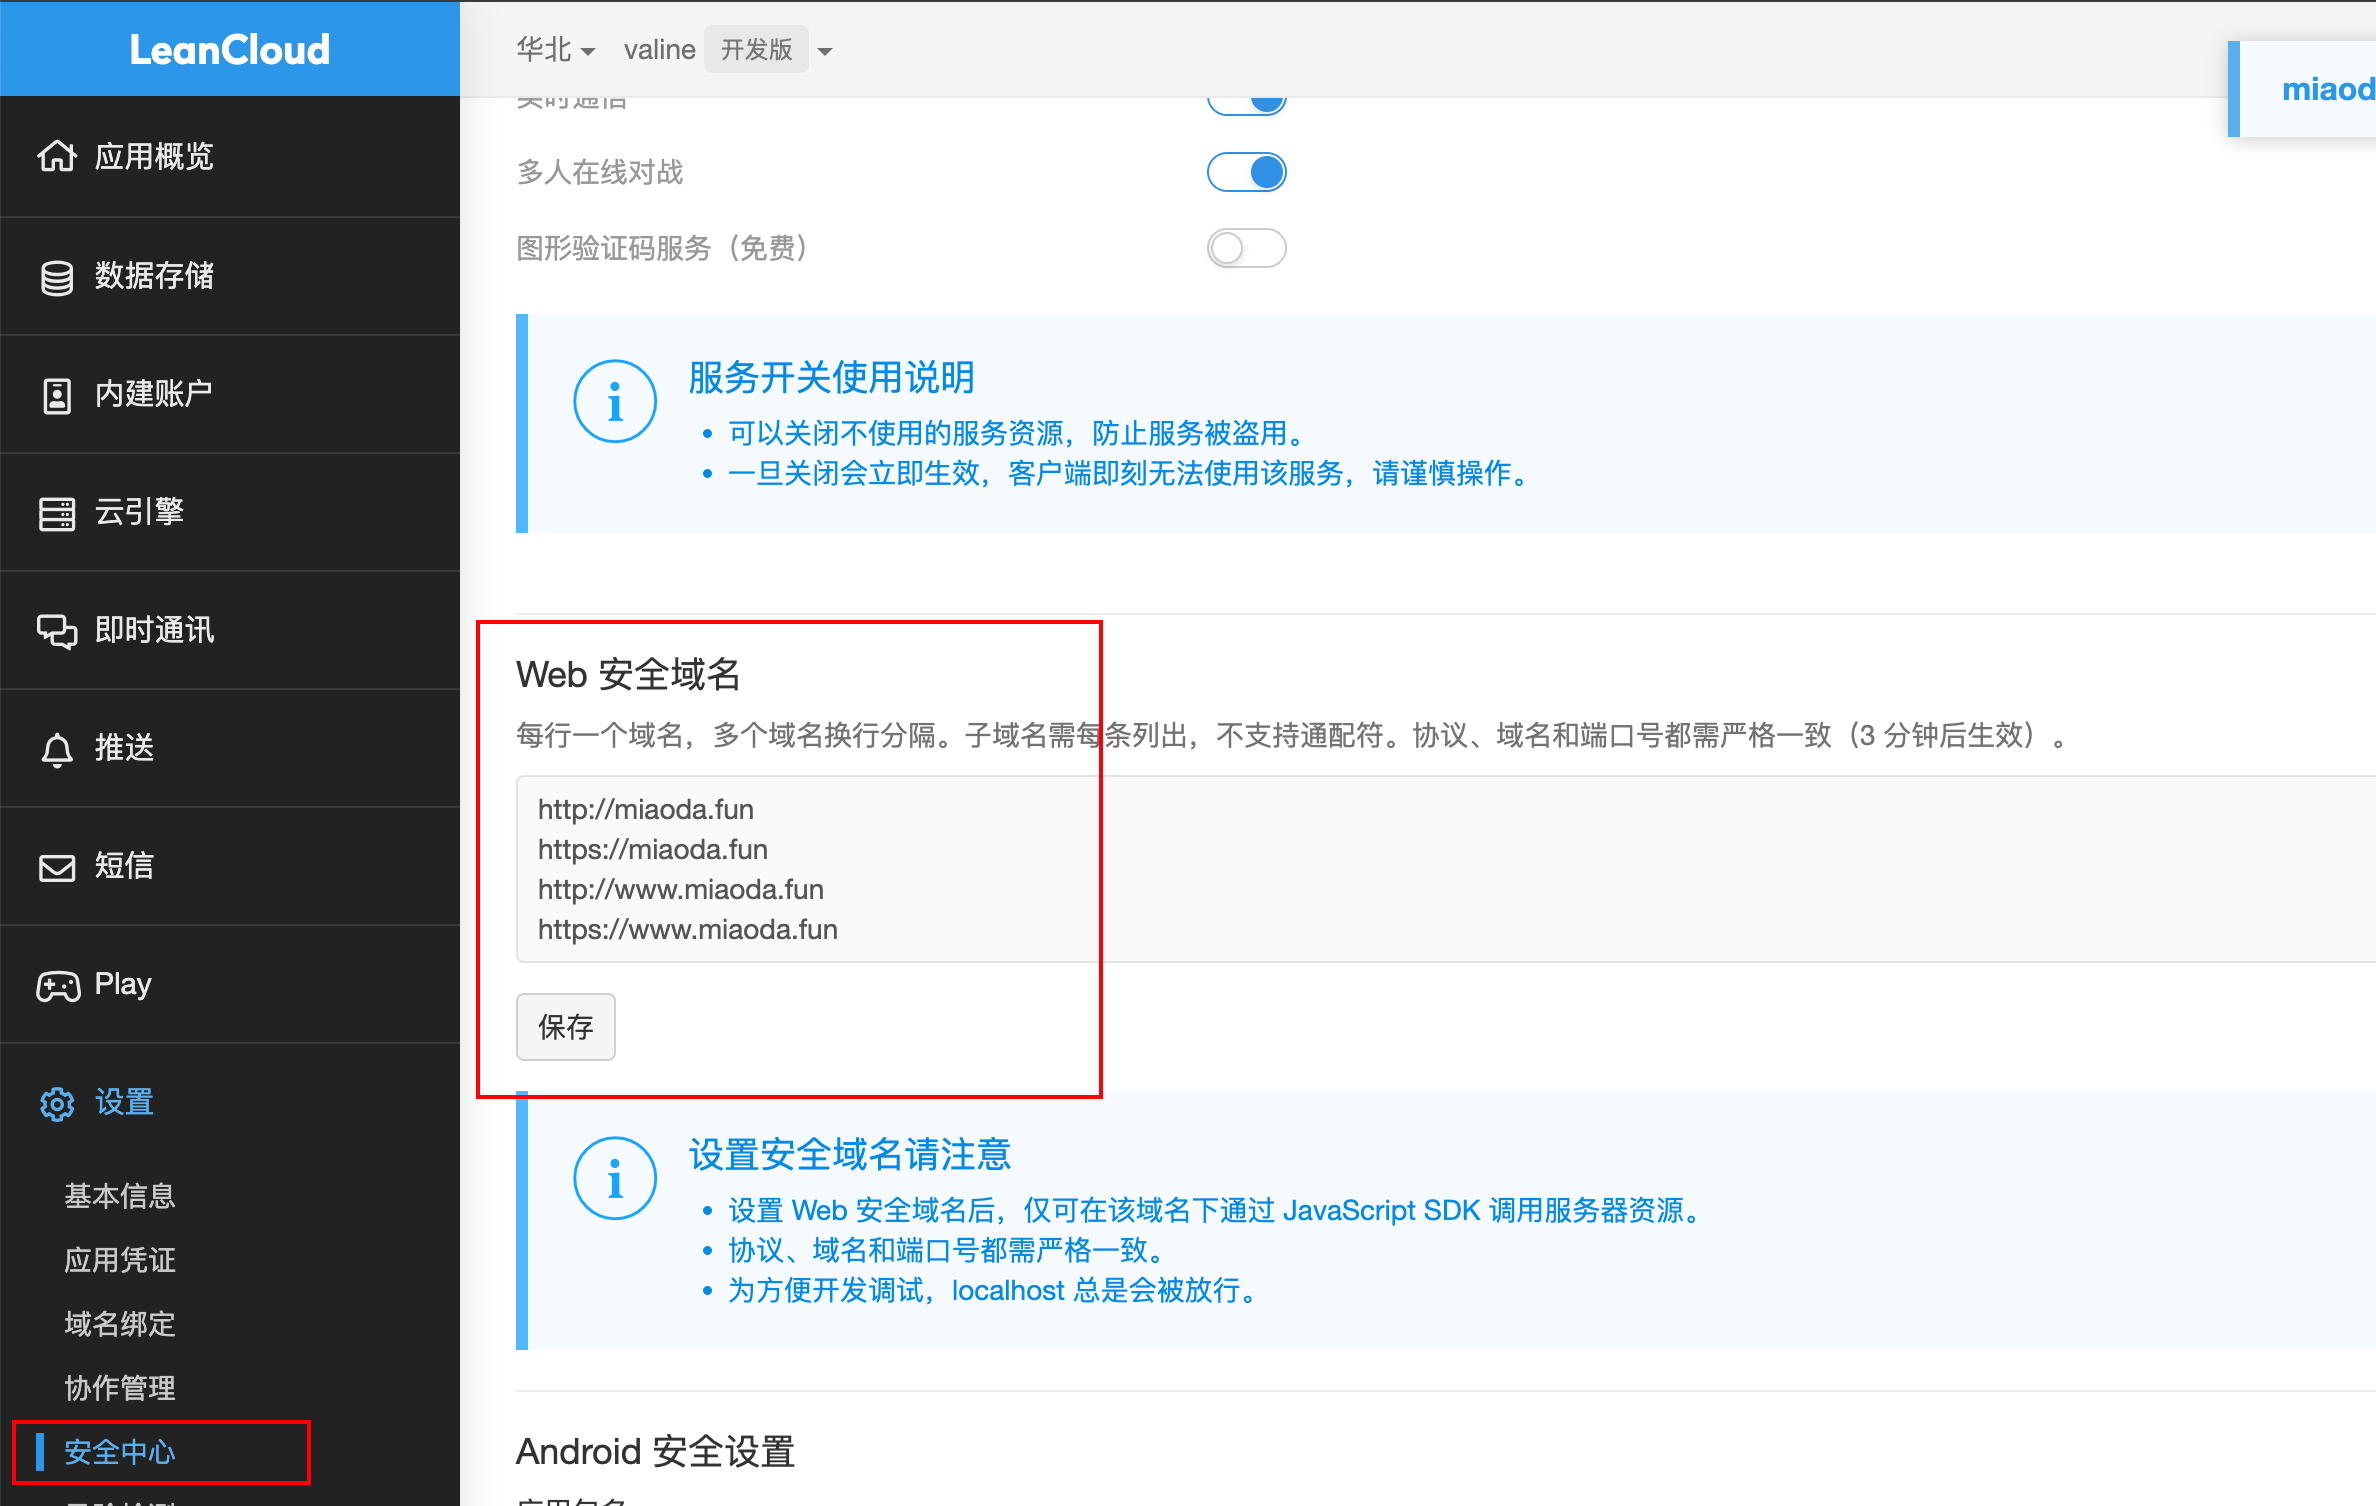 LeanCloud
华北
valine 开发版
miaod
应用概览
数据存储
内建账户
云引擎
即时通讯
推送
短信
Play
设置
基本信息
应用凭证
域名绑定
协作管理
安全中心
多人在线对战
图形验证码服务（免费）
服务开关使用说明
可以关闭不使用的服务资源，防止服务被盗用。
一旦关闭会立即生效，客户端即刻无法使用该服务，请谨慎操作。
Web 安全域名
每行一个域名，多个域名换行分隔。子域名需每条列出，不支持通配符。协议、域名和端口号都需严格一致（3 分钟后生效）。
http://miaoda.fun
https://miaoda.fun
http://www.miaoda.fun
https://www.miaoda.fun
保存
设置安全域名请注意
设置 Web 安全域名后，仅可在该域名下通过 JavaScript SDK 调用服务器资源。
协议、域名和端口号都需严格一致。
为方便开发调试，localhost 总是会被放行。
Android 安全设置